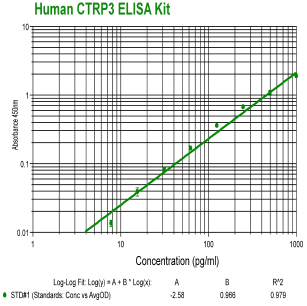 Human CTRP3 ELISA Kit
Absorbance 450nm
10
1
0.1
0.01
1 10 100 1000
Concentration (pg/ml)
Log-Log Fit: Log(y) = A + B * Log(x): A B R^2
STD#1 (Standards: Conc vs AvgOD) -2.58 0.966 0.979